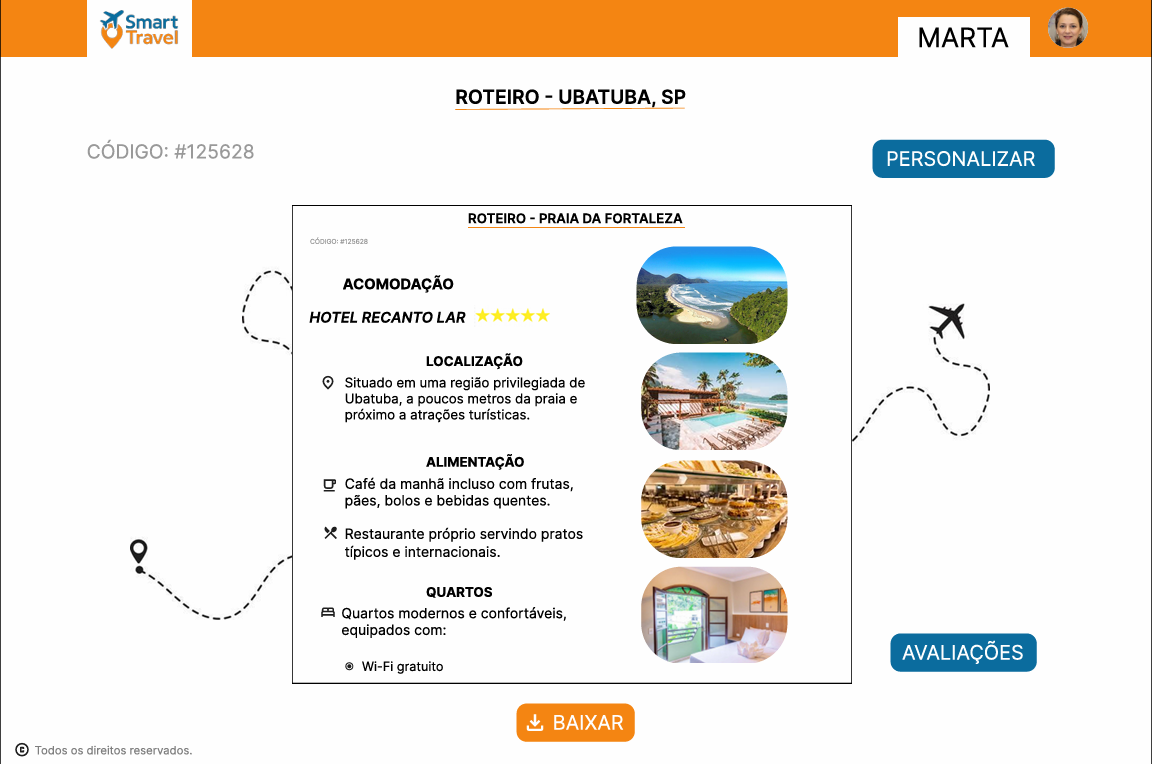 Smart
Travel
MARTA
ROTEIRO - UBATUBA, SP
CÓDIGO: #125628
PERSONALIZAR
ROTEIRO - PRAIA DA FORTALEZA
CÓDIGO: #125628
ACOMODAÇÃO
HOTEL RECANTO LAR
LOCALIZAÇÃO
Situado em uma região privilegiada de
Ubatuba, a poucos metros da praia e
próximo a atrações turísticas.
ALIMENTAÇÃO
Café da manhã incluso com frutas,
pães, bolos e bebidas quentes.
Restaurante próprio servindo pratos
típicos e internacionais.
QUARTOS
Quartos modernos e confortáveis,
equipados com:
Wi-Fi gratuito
AVALIAÇÕES
BAIXAR
© Todos os direitos reservados.